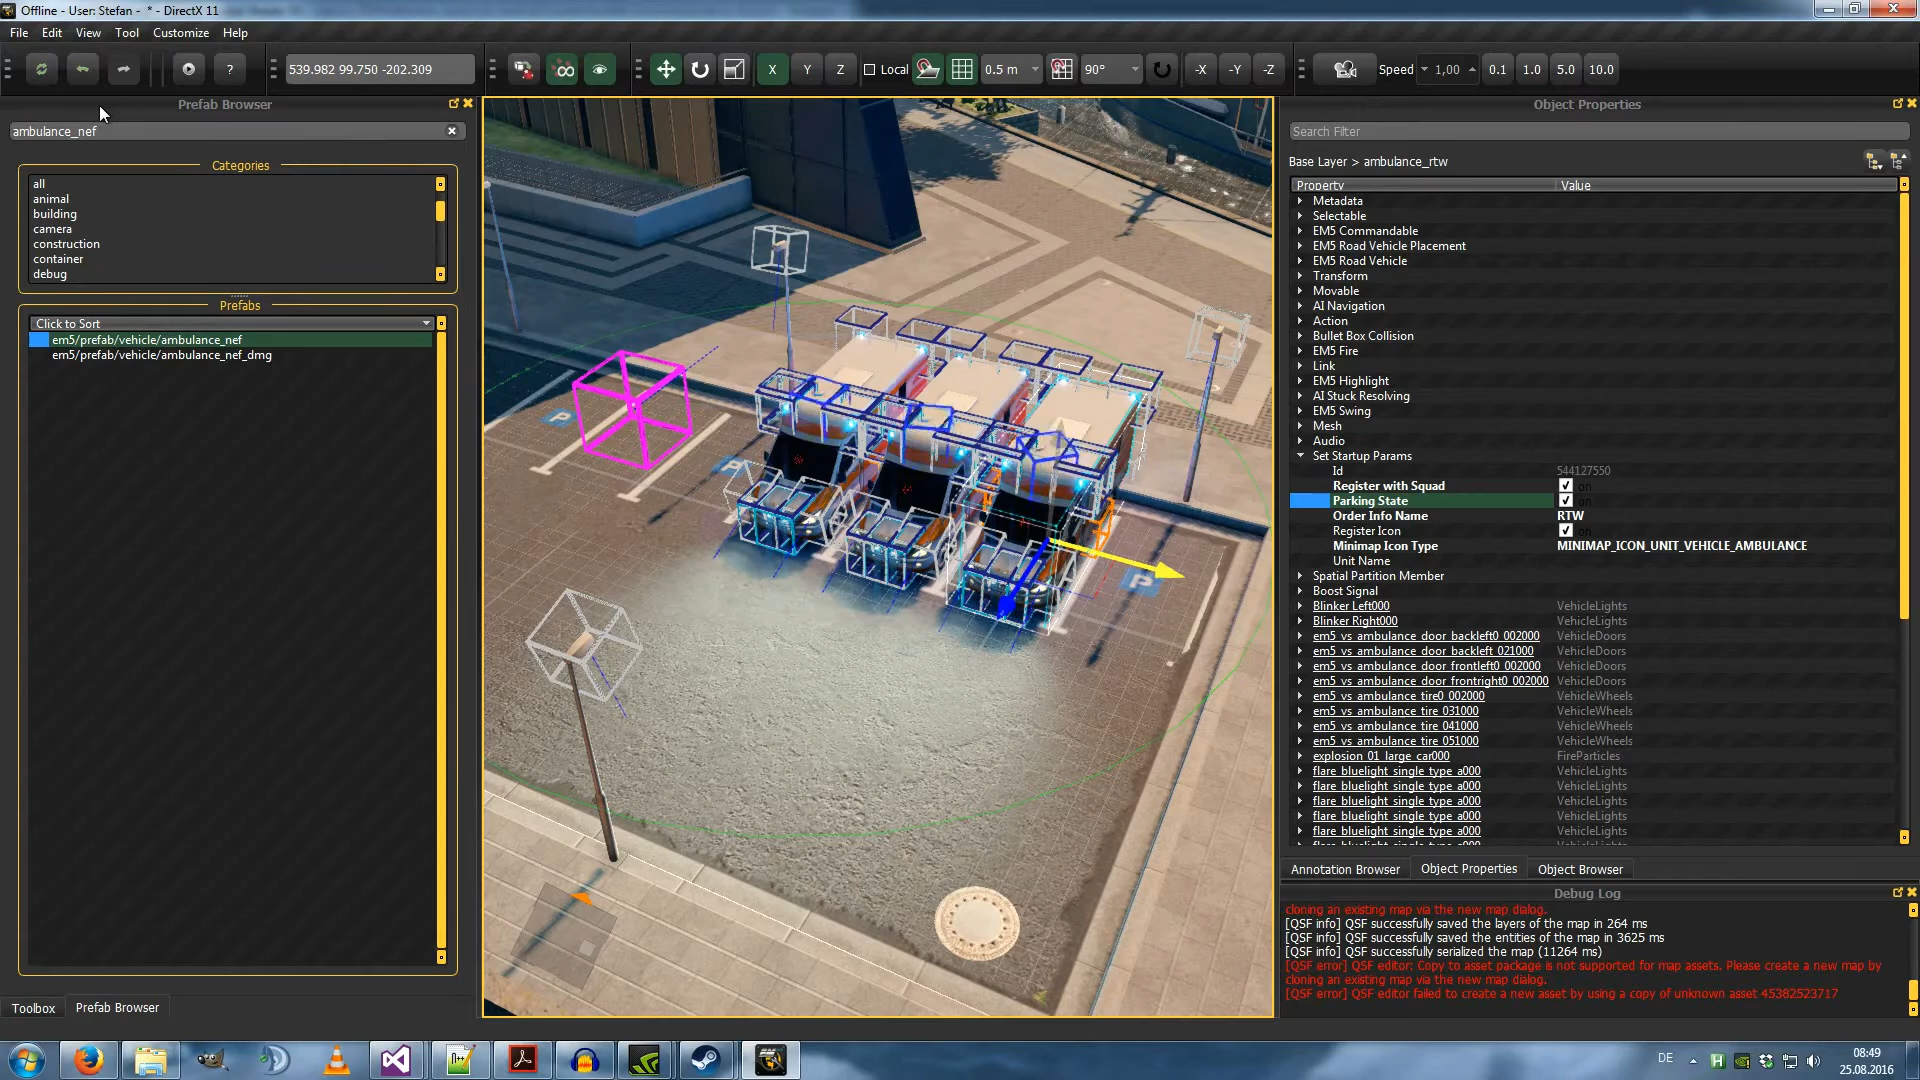 Offline - User: Stefan - * - DirectX 11
File Edit View Tool Customize Help
? 539.982 99.750 -202.309 X Y Z Local 0.5 m 90° -X -Y -Z Speed 1,00 0.1 1.0 5.0 10.0
Prefab Browser
ambulance_nef
Categories
all
animal
building
camera
construction
container
debug
Prefabs
Click to Sort
em5/prefab/vehicle/ambulance_nef
em5/prefab/vehicle/ambulance_nef_dmg
Toolbox Prefab Browser
P
P
P
Object Properties
Search Filter
Base Layer > ambulance_rtw
Property Value
Metadata
Selectable
EM5 Commandable
EM5 Road Vehicle Placement
EM5 Road Vehicle
Transform
Movable
AI Navigation
Action
Bullet Box Collision
EM5 Fire
Link
EM5 Highlight
AI Stuck Resolving
EM5 Swing
Mesh
Audio
Set Startup Params
Id 544127550
Register with Squad on
Parking State on
Order Info Name RTW
Register Icon on
Minimap Icon Type MINIMAP_ICON_UNIT_VEHICLE_AMBULANCE
Unit Name
Spatial Partition Member
Boost Signal
Blinker Left000 VehicleLights
Blinker Right000 VehicleLights
em5_vs_ambulance_door_backleft0_002000 VehicleDoors
em5_vs_ambulance_door_backleft_021000 VehicleDoors
em5_vs_ambulance_door_frontleft0_002000 VehicleDoors
em5_vs_ambulance_door_frontright0_002000 VehicleDoors
em5_vs_ambulance_tire0_002000 VehicleWheels
em5_vs_ambulance_tire_031000 VehicleWheels
em5_vs_ambulance_tire_041000 VehicleWheels
em5_vs_ambulance_tire_051000 VehicleWheels
explosion_01_large_car000 FireParticles
flare_bluelight_single_type_a000 VehicleLights
flare_bluelight_single_type_a000 VehicleLights
flare_bluelight_single_type_a000 VehicleLights
flare_bluelight_single_type_a000 VehicleLights
flare_bluelight_single_type_a000 VehicleLights
Annotation Browser Object Properties Object Browser
Debug Log
cloning an existing map via the new map dialog.
[QSF info] QSF successfully saved the layers of the map in 264 ms
[QSF info] QSF successfully saved the entities of the map in 3625 ms
[QSF info] QSF successfully serialized the map (11264 ms)
[QSF error] QSF editor: Copy to asset package is not supported for map assets. Please create a new map by
cloning an existing map via the new map dialog.
[QSF error] QSF editor failed to create a new asset by using a copy of unknown asset 45382523717
DE 08:49
25.08.2016